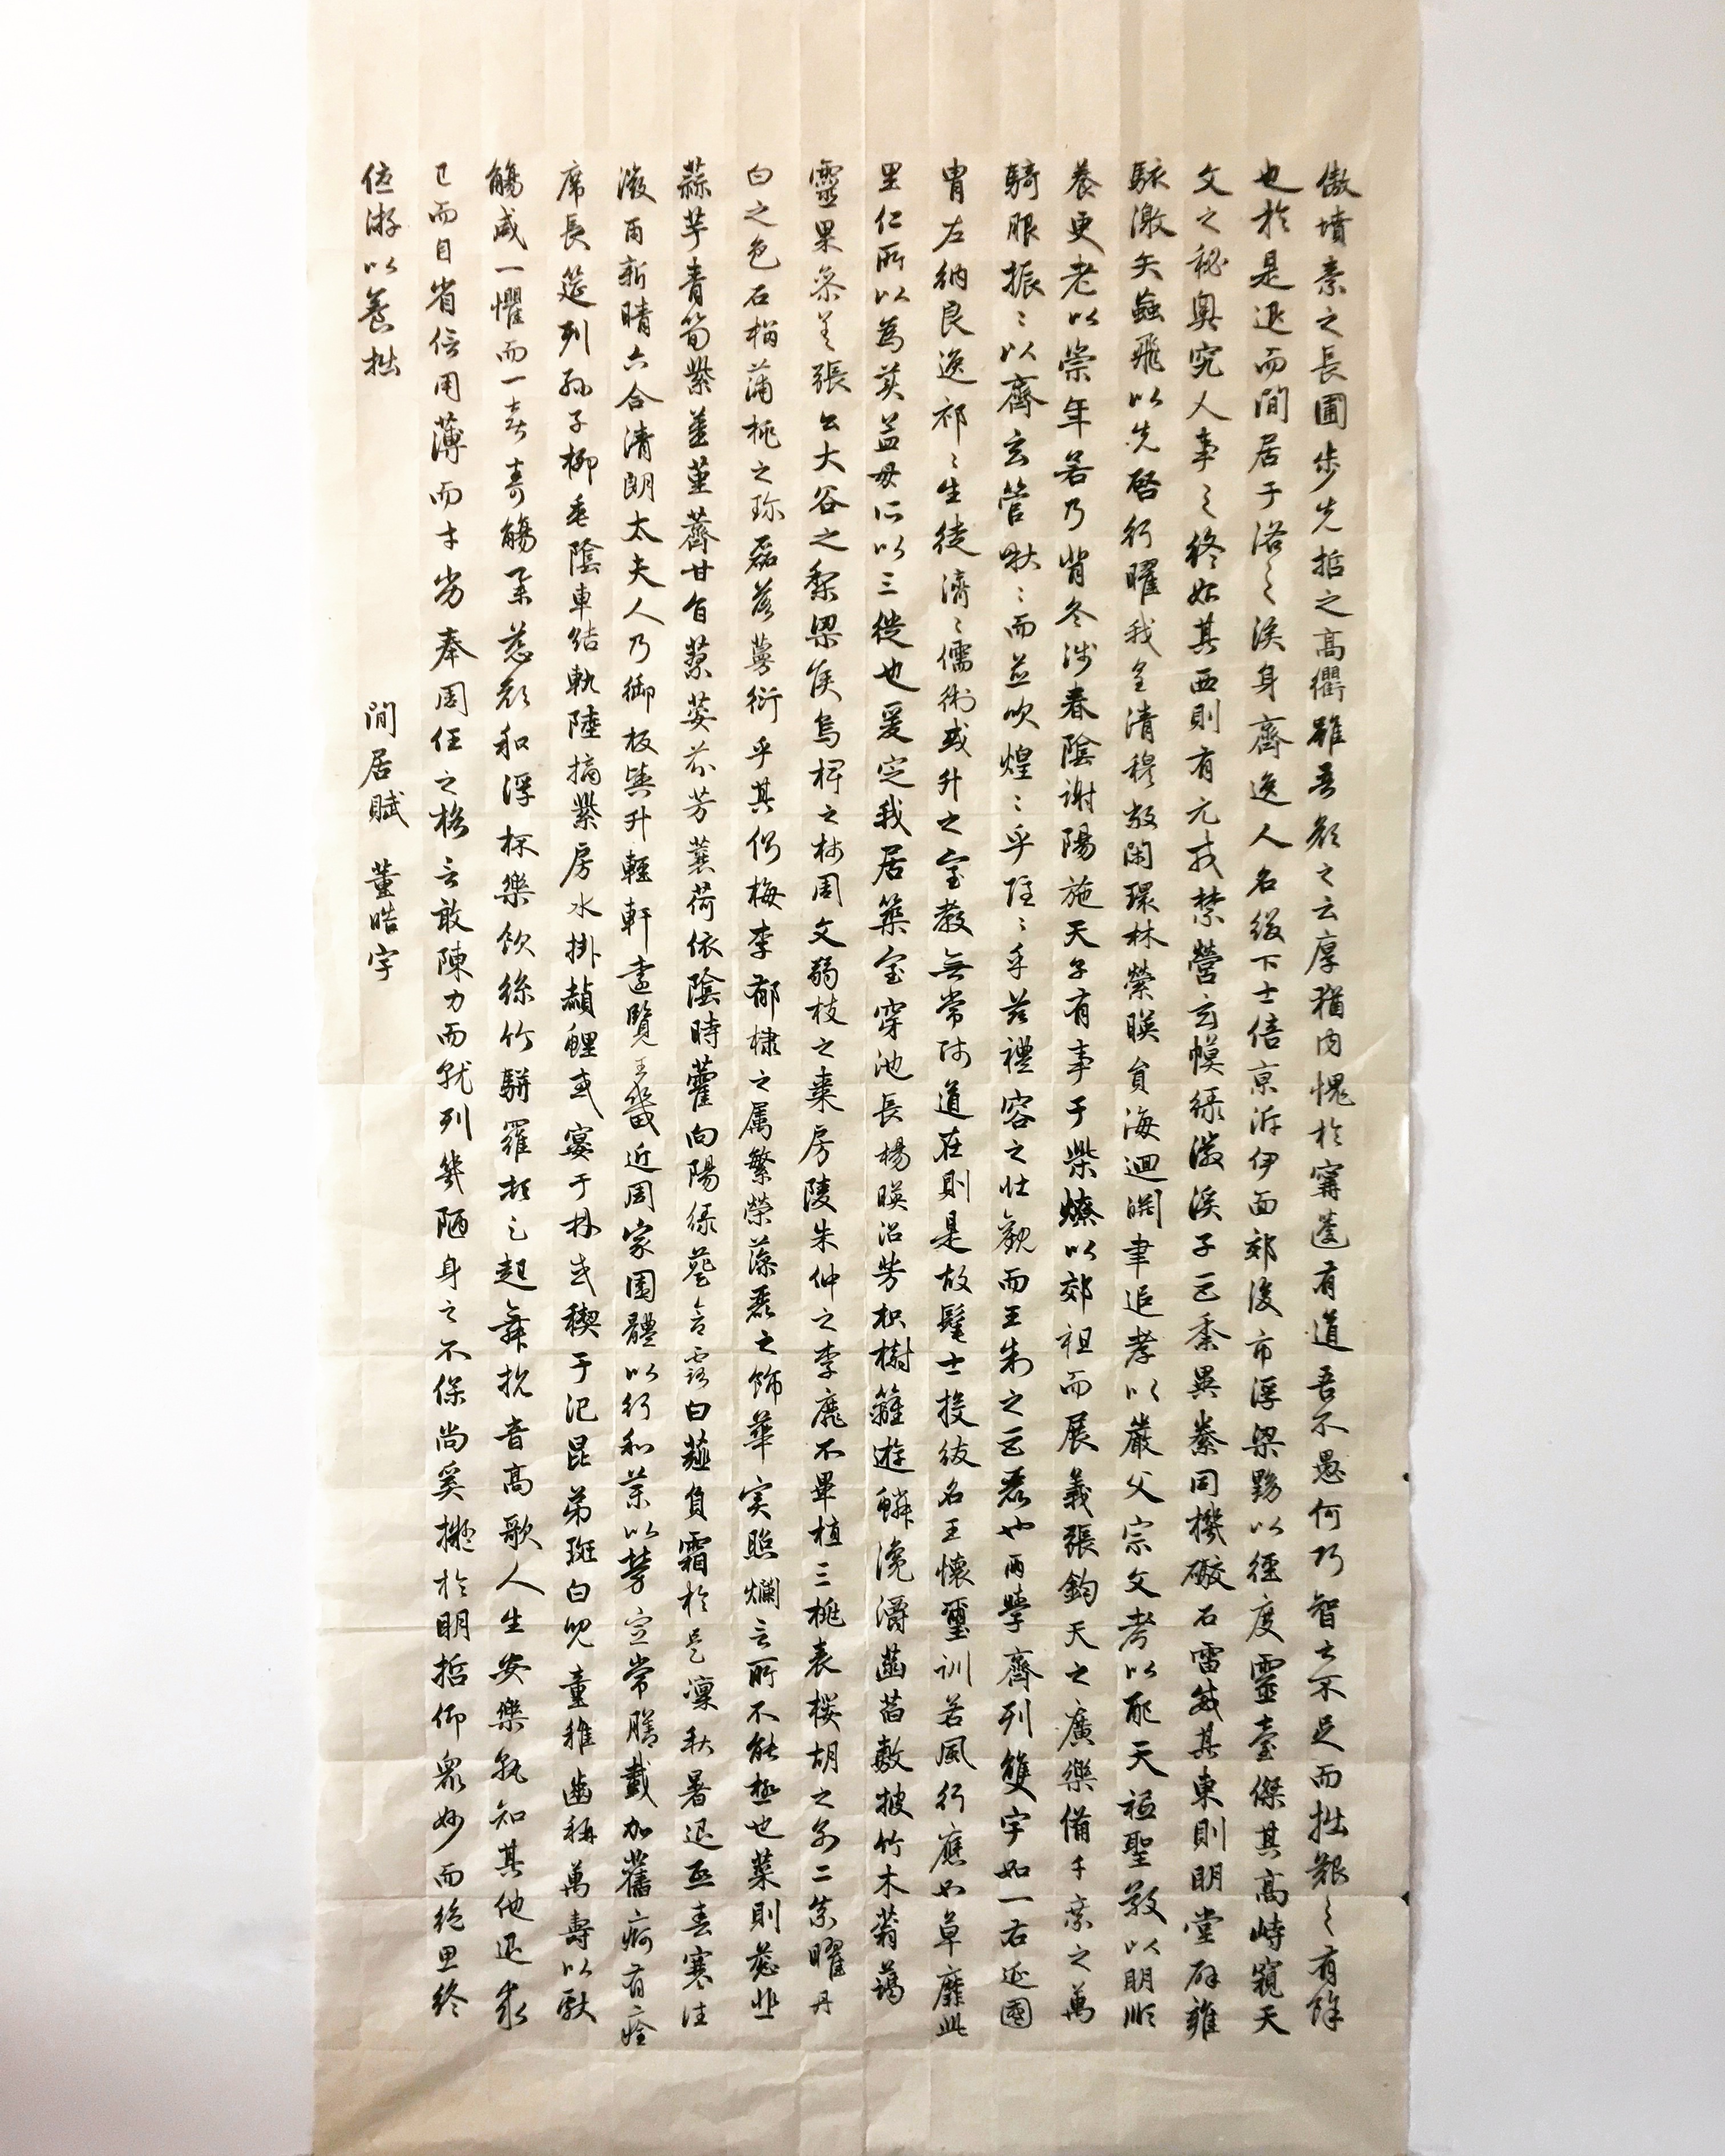 傲墳素之長圃步先哲之高衢雖吾顏之云厚猶內愧於甯蘧有道吾不愚何巧智之不足而拙艱之有餘
也於是退而閒居于洛之涘身齊逸人名綴下士倍京泝伊面郊後市浮梁黝以徑度靈臺傑其高峙窺天
文之秘奧究人事之終始其西則有元戎禁營玄幙綠徽溪子巨黍異絭同機礮石雷駭其東則明堂辟雍
駭激矢蝱飛以先啓行曜我皇清穆敞閑環林縈暎負海迴淵聿追孝以嚴父宗文考以配天祗聖敬以明順
養更老以崇年若乃背冬涉春陰謝陽施天子有事于柴燎以郊祖而展義張鈞天之廣樂備千乘之萬
騎服振〻以齊玄管啾〻而並吹煌〻乎隱〻乎茲禮容之壯觀而王制之巨麗也兩學齊列雙宇如一右延國
胄左納良逸祁〻生徒濟〻儒術或升之堂教無常師道在則是故髦士投紱名王懷璽訓若風行應如草靡此
里仁所以為美孟母所以三徙也爰定我居築室穿池長楊暎沼芳枳樹籬遊鱗瀺灂菡萏敷披竹木蓊藹
靈果參差張公大谷之梨梁侯烏椑之柿周文弱枝之棗房陵朱仲之李靡不畢植三桃表櫻胡之別二柰曜丹
白之色石榴蒲桃之珍磊落蔓衍乎其側梅李郁棣之屬繁榮藻麗之飾華實照爛言所不能極也菜則蔥韭
蒜芋青筍紫薑堇薺甘旨蓼荾芬芳蘘荷依陰時藿向陽綠葵含露白薤負霜於是凜秋暑退熙春寒往
微雨新晴六合清朗太夫人乃御板輿升輕軒遠覽王畿近周家園體以行和藥以勞宣常膳載加舊痾有痊
席長筵列孫子柳垂陰車結軌陸摘紫房水掛赬鯉或宴于林或禊于汜昆弟斑白兒童稚齒稱萬壽以獻
觴咸一懼而一喜壽觴舉慈顏和浮杯樂飲絲竹駢羅頓足起舞抗音高歌人生安樂孰知其他退求
己而自省信用薄而才劣奉周任之格言敢陳力而就列幾陋身之不保尚奚擬於明哲仰眾妙而絕思終
優游以養拙
閒居賦 董皓字